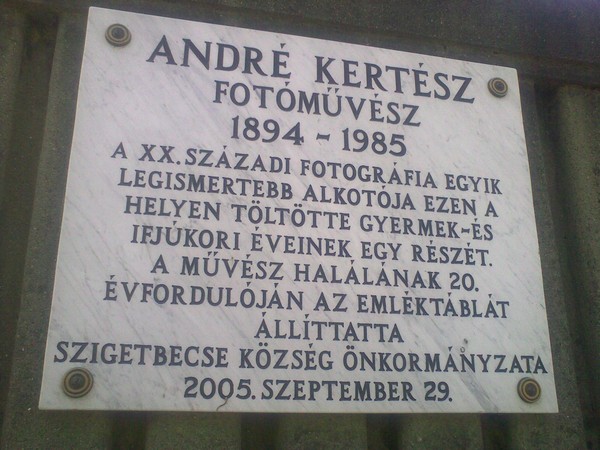 ANDRÉ KERTÉSZ
FOTÓMŰVÉSZ
1894 - 1985
A XX. SZÁZADI FOTOGRÁFIA EGYIK
LEGISMERTEBB ALKOTÓJA EZEN A
HELYEN TÖLTÖTTE GYERMEK-ÉS
IFJÚKORI ÉVEINEK EGY RÉSZÉT.
A MŰVÉSZ HALÁLÁNAK 20.
ÉVFORDULÓJÁN AZ EMLÉKTÁBLÁT
ÁLLÍTTATTA
SZIGETBECSE KÖZSÉG ÖNKORMÁNYZATA
2005. SZEPTEMBER 29.